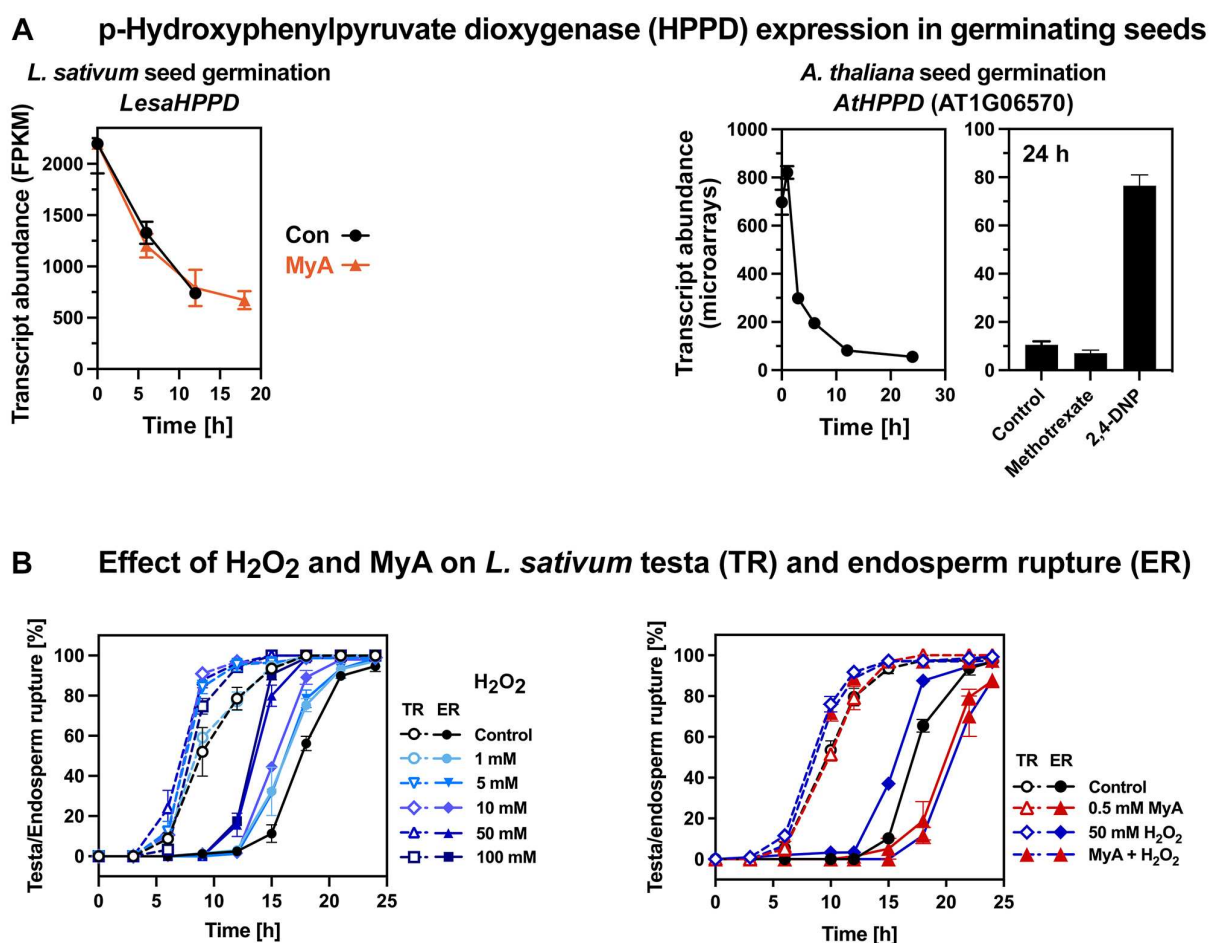 A p-Hydroxyphenylpyruvate dioxygenase (HPPD) expression in germinating seeds
L. sativum seed germination
LesaHPPD
Transcript abundance (FPKM)
2000
1500
1000
500
0
0 5 10 15 20
Time [h]
Con
MyA
A. thaliana seed germination
AtHPPD (AT1G06570)
Transcript abundance
(microarrays)
1000
800
600
400
200
0
0 10 20 30
Time [h]
24 h
100
80
60
40
20
0
Control
Methotrexate
2,4-DNP
B Effect of H2O2 and MyA on L. sativum testa (TR) and endosperm rupture (ER)
Testa/Endosperm rupture [%]
100
80
60
40
20
0
0 5 10 15 20 25
Time [h]
H2O2
TR ER
Control
1 mM
5 mM
10 mM
50 mM
100 mM
Testa/endosperm rupture [%]
100
80
60
40
20
0
0 5 10 15 20 25
Time [h]
TR ER
Control
0.5 mM MyA
50 mM H2O2
MyA + H2O2